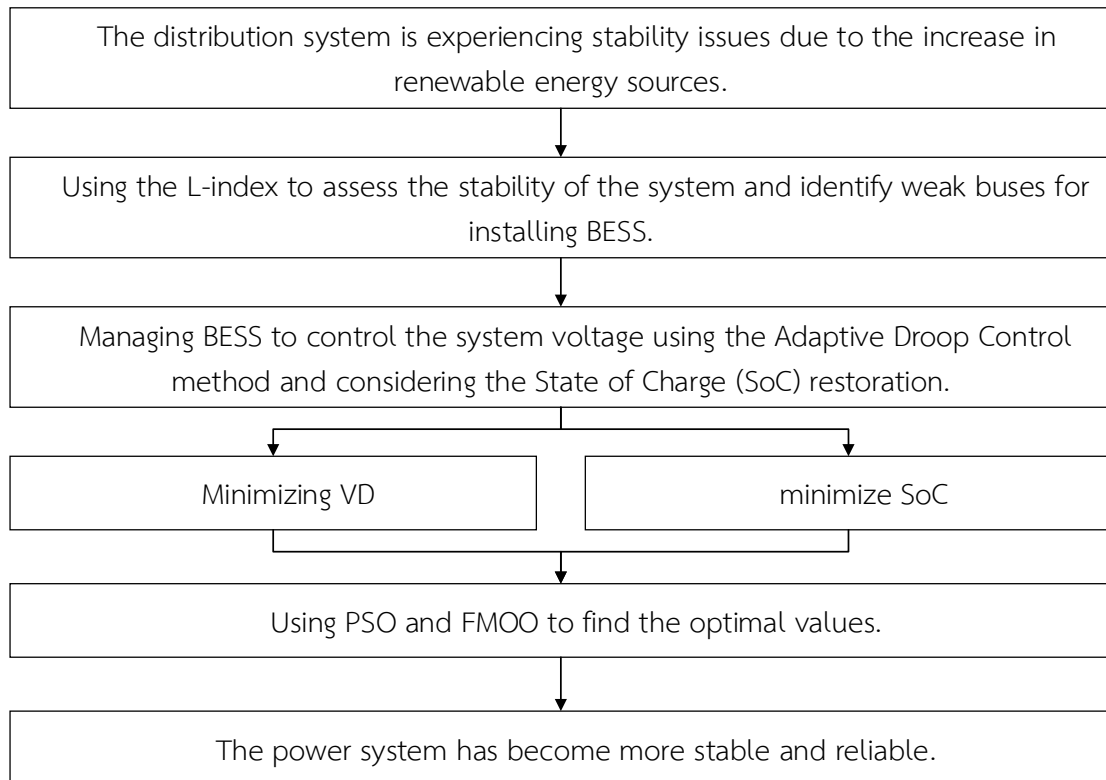 The distribution system is experiencing stability issues due to the increase in
renewable energy sources.
Using the L-index to assess the stability of the system and identify weak buses for
installing BESS.
Managing BESS to control the system voltage using the Adaptive Droop Control
method and considering the State of Charge (SoC) restoration.
Minimizing VD
minimize SoC
Using PSO and FMOO to find the optimal values.
The power system has become more stable and reliable.